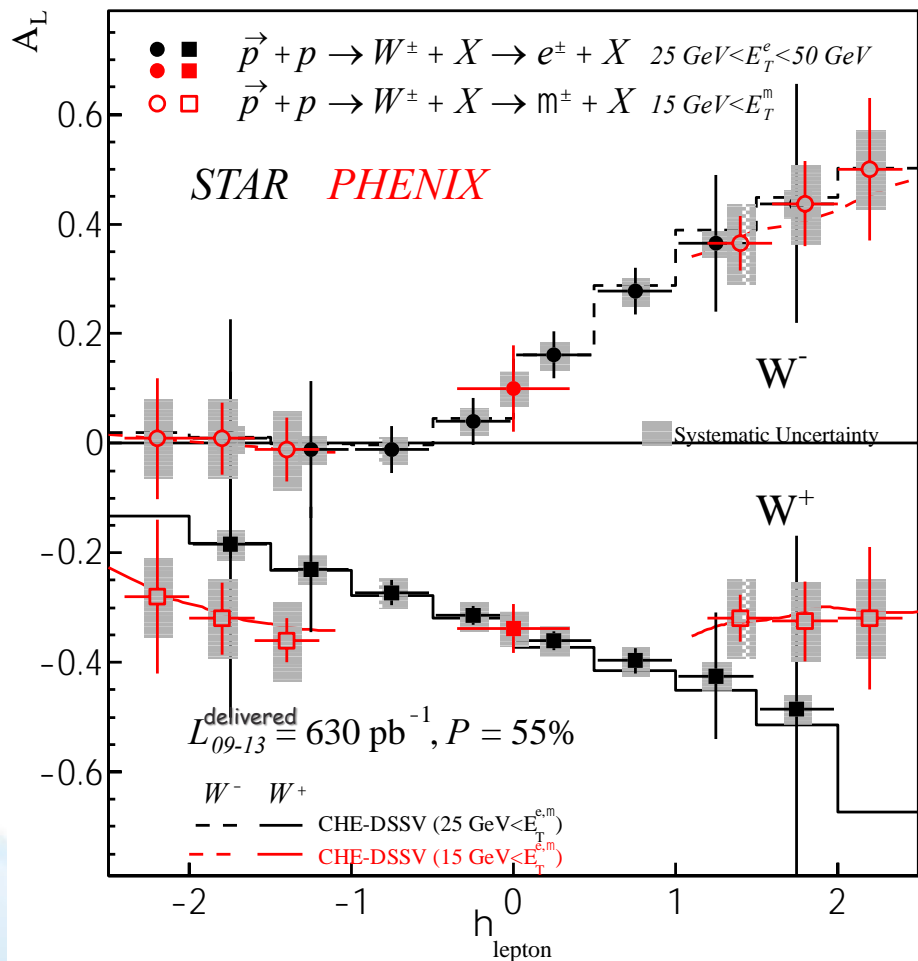 A_L
p⃗ + p → W^± + X → e^± + X 25 GeV<E_T^e<50 GeV
p⃗ + p → W^± + X → m^± + X 15 GeV<E_T^m
0.6
STAR PHENIX
0.4
0.2
W^-
0
Systematic Uncertainty
W^+
-0.2
-0.4
delivered
L_09-13 = 630 pb^-1, P = 55%
-0.6
W^- W^+
CHE-DSSV (25 GeV<E_T^e,m)
CHE-DSSV (15 GeV<E_T^e,m)
-2 -1 0 1 2
h_lepton